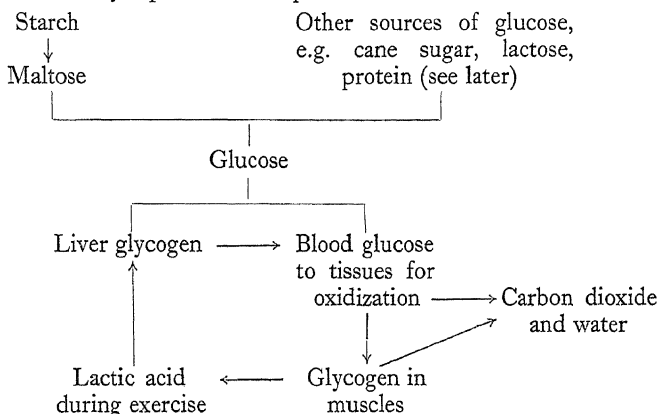 Starch
Maltose
Other sources of glucose,
e.g. cane sugar, lactose,
protein (see later)
Glucose
Liver glycogen
Blood glucose
to tissues for
oxidization
Carbon dioxide
and water
Lactic acid
during exercise
Glycogen in
muscles